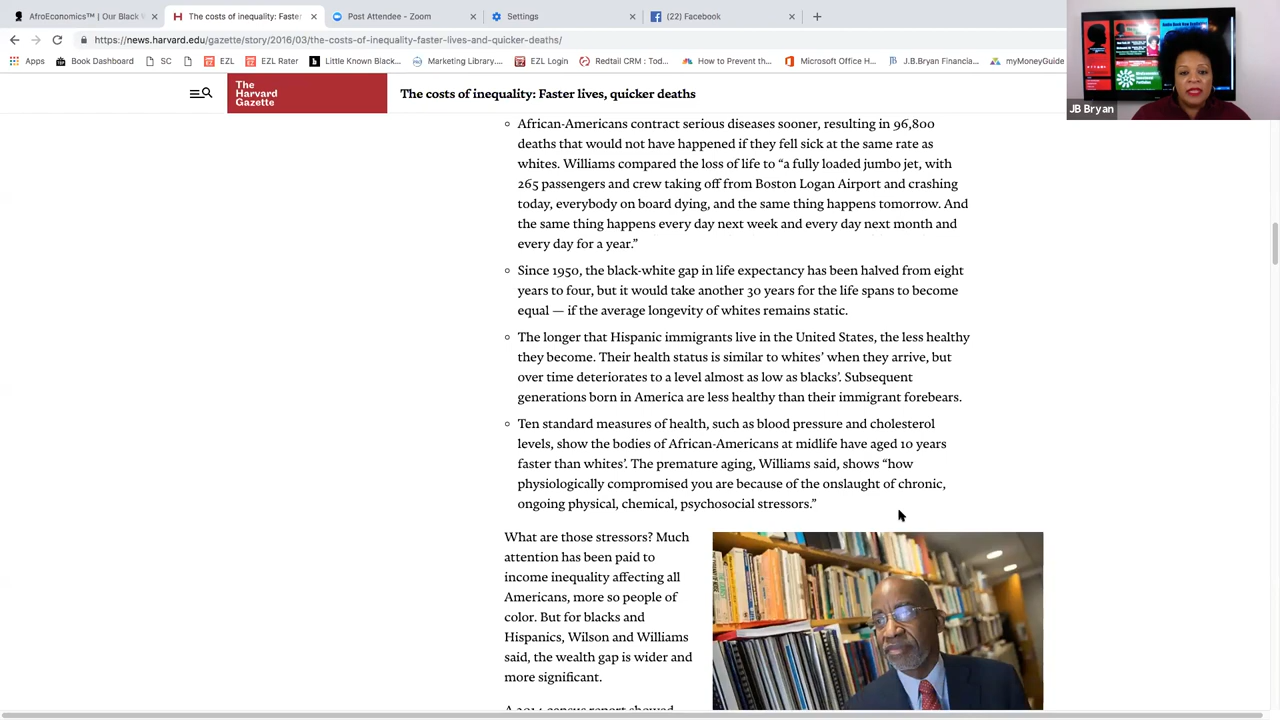 AfroEconomics™ | Our Black
The costs of inequality: Faster
Post Attendee - Zoom
Settings
(22) Facebook
https://news.harvard.edu/gazette/story/2016/03/the-costs-of-inequality-faster-lives-and-quicker-deaths/
Apps
Book Dashboard
SC
EZL
EZL Rater
Little Known Black...
EZL Login
Redtail CRM : Tod...
How to Prevent th...
Microsoft Office H...
J.B.Bryan Financia...
myMoneyGuide
JB Bryan
The
Harvard
Gazette
The costs of inequality: Faster lives, quicker deaths
African-Americans contract serious diseases sooner, resulting in 96,800
deaths that would not have happened if they fell sick at the same rate as
whites. Williams compared the loss of life to “a fully loaded jumbo jet, with
265 passengers and crew taking off from Boston Logan Airport and crashing
today, everybody on board dying, and the same thing happens tomorrow. And
the same thing happens every day next week and every day next month and
every day for a year.”
Since 1950, the black-white gap in life expectancy has been halved from eight
years to four, but it would take another 30 years for the life spans to become
equal — if the average longevity of whites remains static.
The longer that Hispanic immigrants live in the United States, the less healthy
they become. Their health status is similar to whites’ when they arrive, but
over time deteriorates to a level almost as low as blacks’. Subsequent
generations born in America are less healthy than their immigrant forebears.
Ten standard measures of health, such as blood pressure and cholesterol
levels, show the bodies of African-Americans at midlife have aged 10 years
faster than whites’. The premature aging, Williams said, shows “how
physiologically compromised you are because of the onslaught of chronic,
ongoing physical, chemical, psychosocial stressors.”
What are those stressors? Much
attention has been paid to
income inequality affecting all
Americans, more so people of
color. But for blacks and
Hispanics, Wilson and Williams
said, the wealth gap is wider and
more significant.
A 2014 census report showed